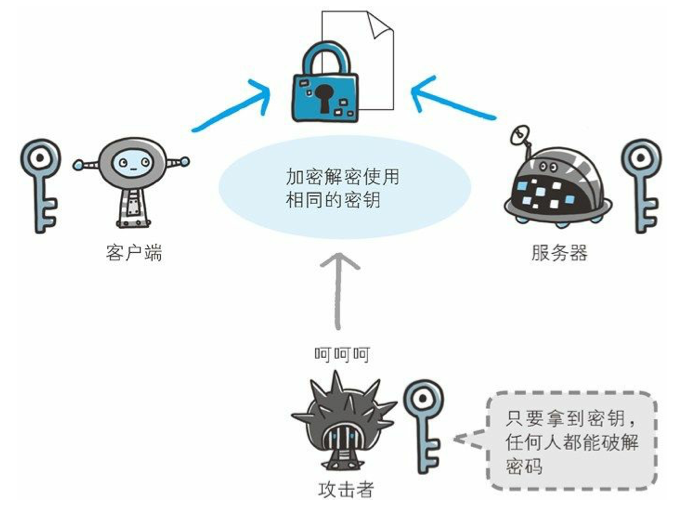 加密解密使用
相同的密钥
客户端
服务器
呵呵呵
只要拿到密钥，
任何人都能破解
密码
攻击者